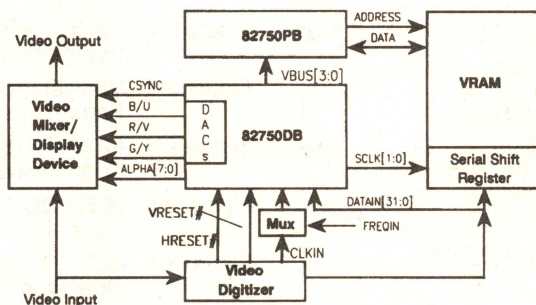 Video Output
82750PB
ADDRESS
DATA
VRAM
VBUS[3:0]
CSYNC
B/U
R/V
G/Y
ALPHA[7:0]
Video
Mixer/
Display
Device
D
A
C
s
82750DB
SCLK[1:0]
Serial Shift
Register
DATAIN[31:0]
VRESET#
HRESET#
Mux
FREQIN
CLKIN
Video
Digitizer
Video Input